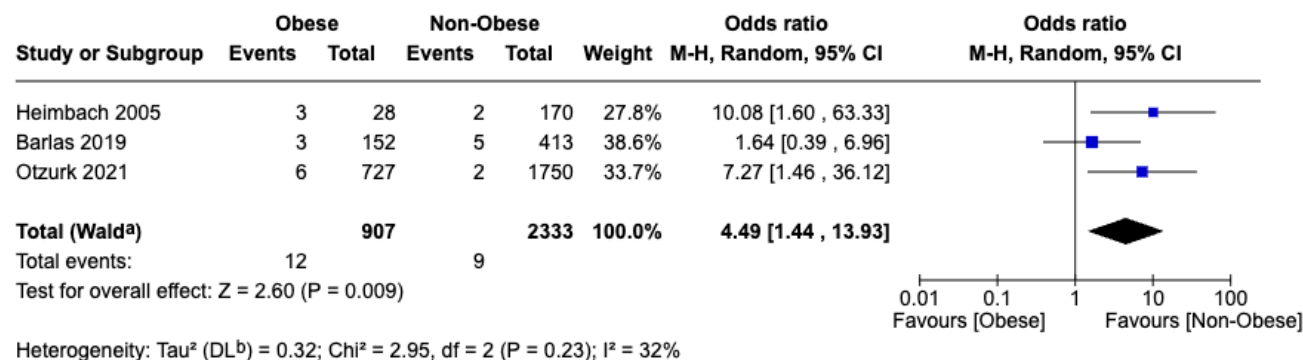 Obese Non-Obese Odds ratio Odds ratio
Study or Subgroup Events Total Events Total Weight M-H, Random, 95% CI M-H, Random, 95% CI
Heimbach 2005 3 28 2 170 27.8% 10.08 [1.60 , 63.33]
Barlas 2019 3 152 5 413 38.6% 1.64 [0.39 , 6.96]
Otzurk 2021 6 727 2 1750 33.7% 7.27 [1.46 , 36.12]
Total (Waldᵃ) 907 2333 100.0% 4.49 [1.44 , 13.93]
Total events: 12 9
Test for overall effect: Z = 2.60 (P = 0.009)
0.01 0.1 1 10 100
Favours [Obese] Favours [Non-Obese]
Heterogeneity: Tau² (DLᵇ) = 0.32; Chi² = 2.95, df = 2 (P = 0.23); I² = 32%